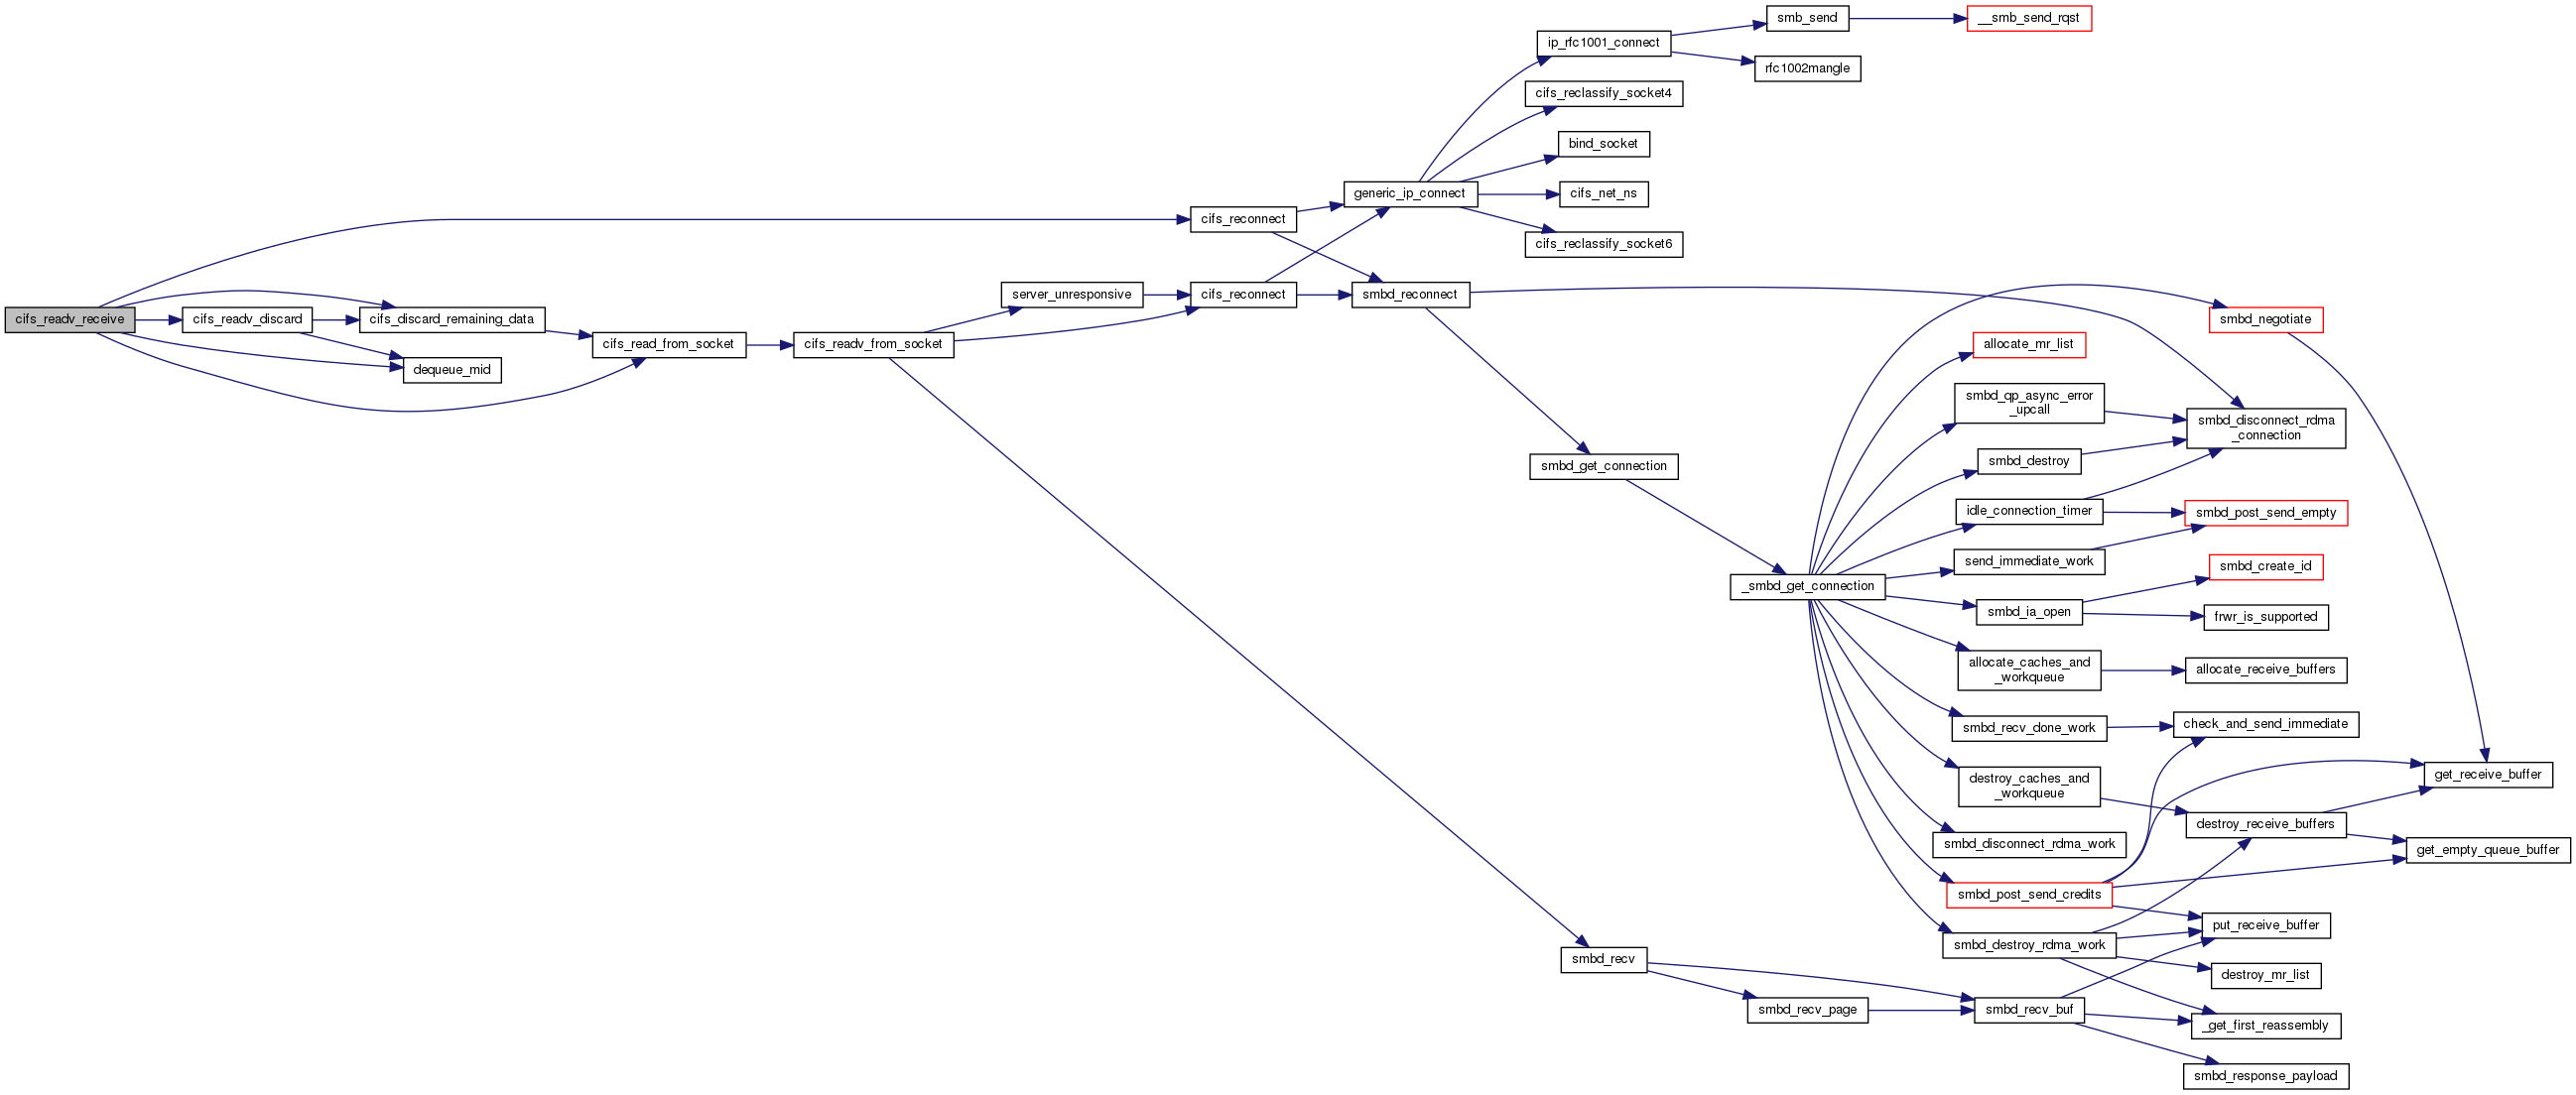 smb_send
__smb_send_rqst
ip_rfc1001_connect
rfc1002mangle
cifs_reclassify_socket4
bind_socket
generic_ip_connect
cifs_net_ns
cifs_reconnect
cifs_reclassify_socket6
server_unresponsive
cifs_reconnect
smbd_reconnect
cifs_readv_receive
cifs_readv_discard
cifs_discard_remaining_data
smbd_negotiate
cifs_read_from_socket
cifs_readv_from_socket
allocate_mr_list
dequeue_mid
smbd_qp_async_error
_upcall
smbd_disconnect_rdma
_connection
smbd_get_connection
smbd_destroy
idle_connection_timer
smbd_post_send_empty
send_immediate_work
smbd_create_id
_smbd_get_connection
smbd_ia_open
frwr_is_supported
allocate_caches_and
_workqueue
allocate_receive_buffers
smbd_recv_done_work
check_and_send_immediate
destroy_caches_and
_workqueue
get_receive_buffer
destroy_receive_buffers
smbd_disconnect_rdma_work
get_empty_queue_buffer
smbd_post_send_credits
put_receive_buffer
smbd_destroy_rdma_work
smbd_recv
destroy_mr_list
smbd_recv_page
smbd_recv_buf
_get_first_reassembly
smbd_response_payload